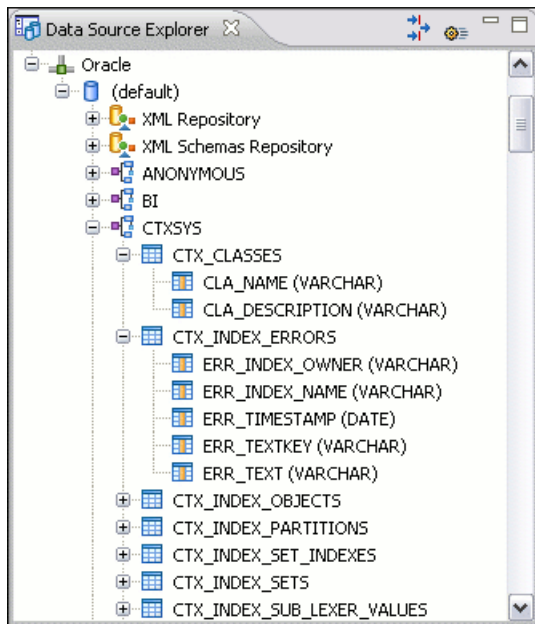 Data Source Explorer
Oracle
(default)
XML Repository
XML Schemas Repository
ANONYMOUS
BI
CTXSYS
CTX_CLASSES
CLA_NAME (VARCHAR)
CLA_DESCRIPTION (VARCHAR)
CTX_INDEX_ERRORS
ERR_INDEX_OWNER (VARCHAR)
ERR_INDEX_NAME (VARCHAR)
ERR_TIMESTAMP (DATE)
ERR_TEXTKEY (VARCHAR)
ERR_TEXT (VARCHAR)
CTX_INDEX_OBJECTS
CTX_INDEX_PARTITIONS
CTX_INDEX_SET_INDEXES
CTX_INDEX_SETS
CTX_INDEX_SUB_LEXER_VALUES